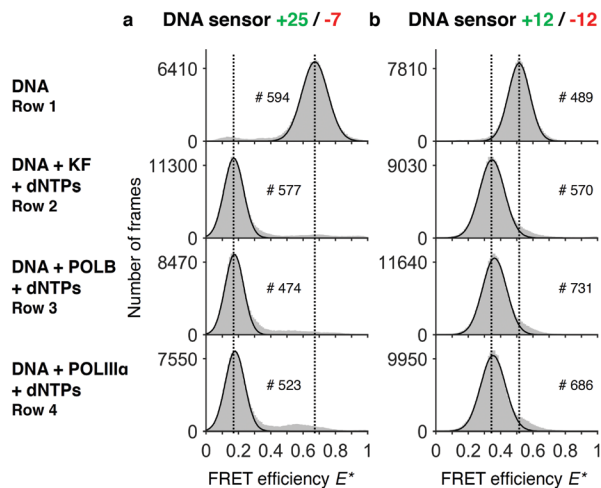 a DNA sensor +25 / -7 b DNA sensor +12 / -12
DNA
Row 1
6410
# 594
0
7810
# 489
0
DNA + KF
+ dNTPs
Row 2
11300
# 577
0
9030
# 570
0
DNA + POLB
+ dNTPs
Row 3
8470
# 474
0
11640
# 731
0
DNA + POLIIIα
+ dNTPs
Row 4
7550
# 523
0
9950
# 686
0
Number of frames
0 0.2 0.4 0.6 0.8 1
0 0.2 0.4 0.6 0.8 1
FRET efficiency E*
FRET efficiency E*